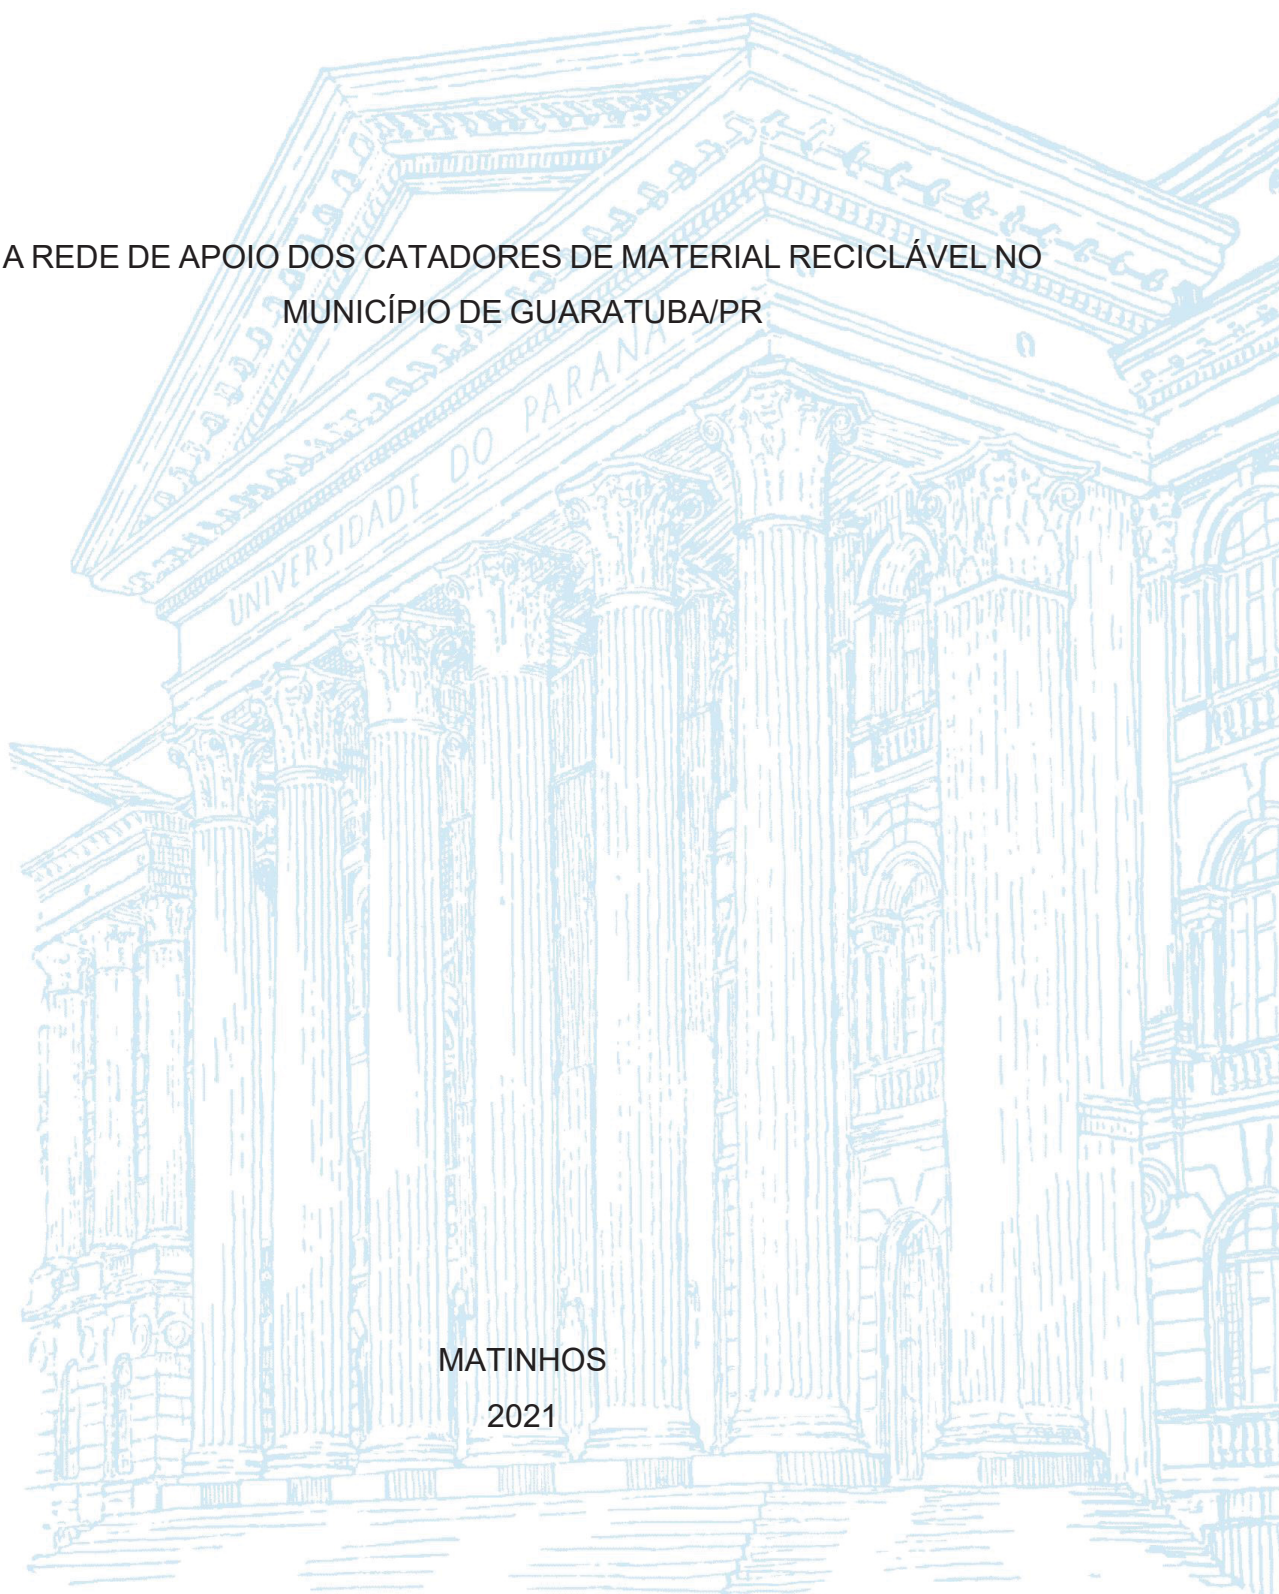 A REDE DE APOIO DOS CATADORES DE MATERIAL RECICLÁVEL NO
MUNICÍPIO DE GUARATUBA/PR
UNIVERSIDADE DO PARANÁ
MATINHOS
2021